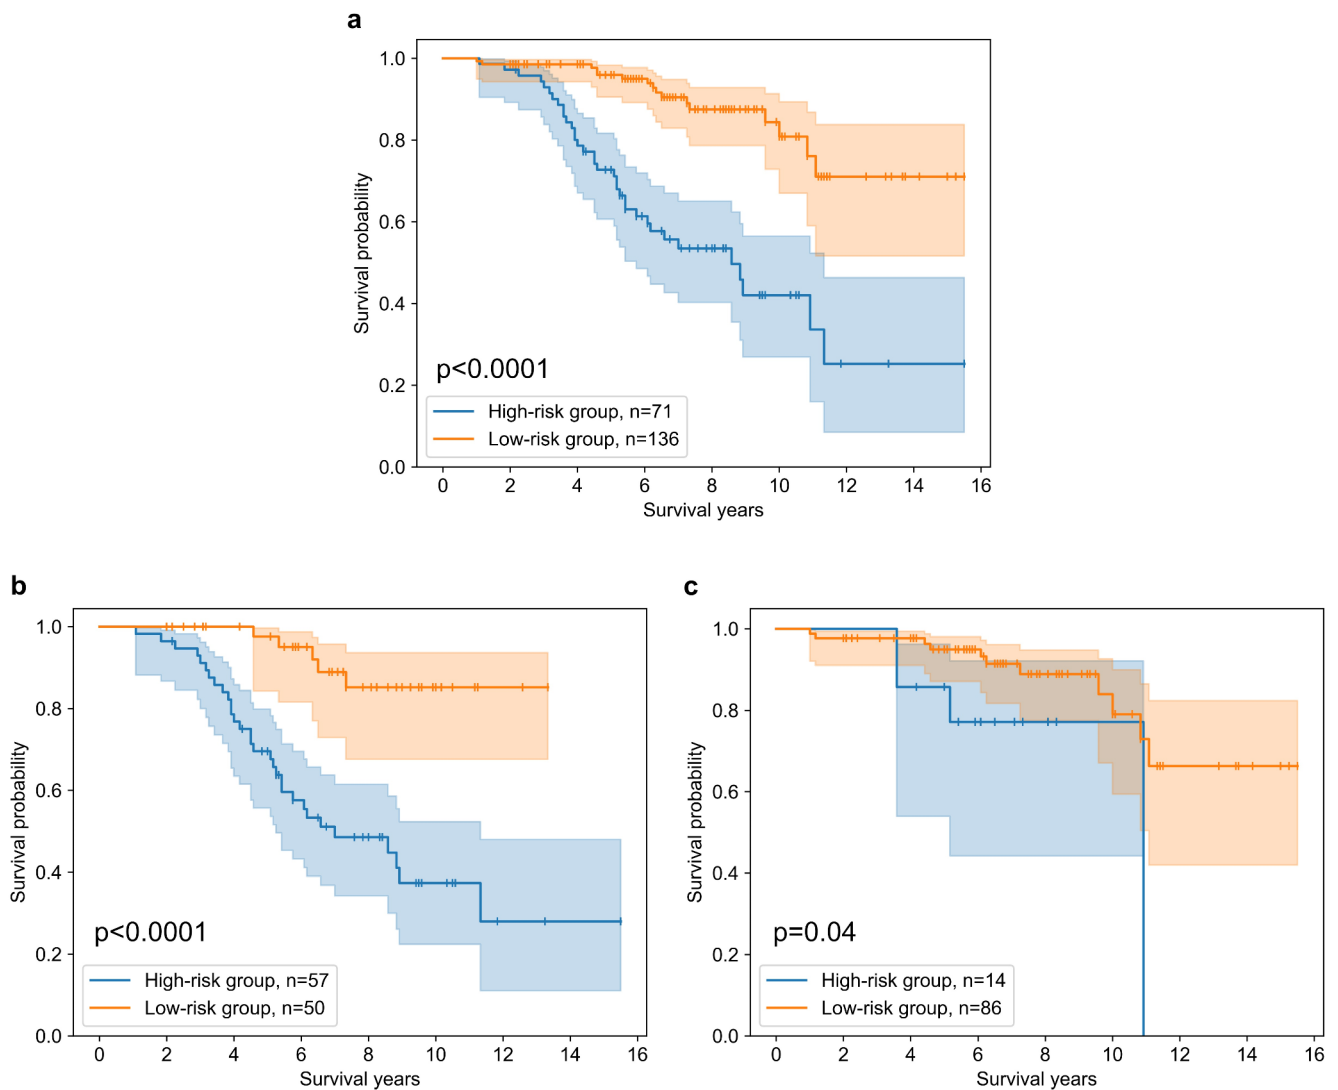 a
1.0
0.8
0.6
0.4
0.2
0.0
Survival probability
p<0.0001
High-risk group, n=71
Low-risk group, n=136
0 2 4 6 8 10 12 14 16
Survival years
b
1.0
0.8
0.6
0.4
0.2
0.0
Survival probability
p<0.0001
High-risk group, n=57
Low-risk group, n=50
0 2 4 6 8 10 12 14 16
Survival years
c
1.0
0.8
0.6
0.4
0.2
0.0
Survival probability
p=0.04
High-risk group, n=14
Low-risk group, n=86
0 2 4 6 8 10 12 14 16
Survival years